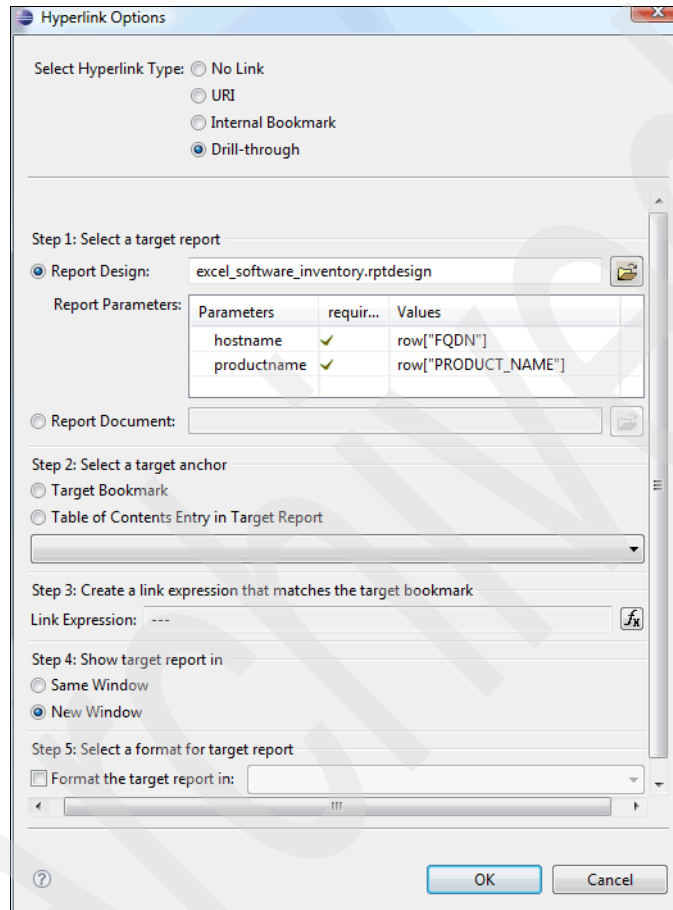 Hyperlink Options
Select Hyperlink Type: No Link
URI
Internal Bookmark
Drill-through
Step 1: Select a target report
Report Design: excel_software_inventory.rptdesign
Report Parameters: Parameters requir... Values
hostname row["FQDN"]
productname row["PRODUCT_NAME"]
Report Document:
Step 2: Select a target anchor
Target Bookmark
Table of Contents Entry in Target Report
Step 3: Create a link expression that matches the target bookmark
Link Expression: --- fx
Step 4: Show target report in
Same Window
New Window
Step 5: Select a format for target report
Format the target report in:
? OK Cancel